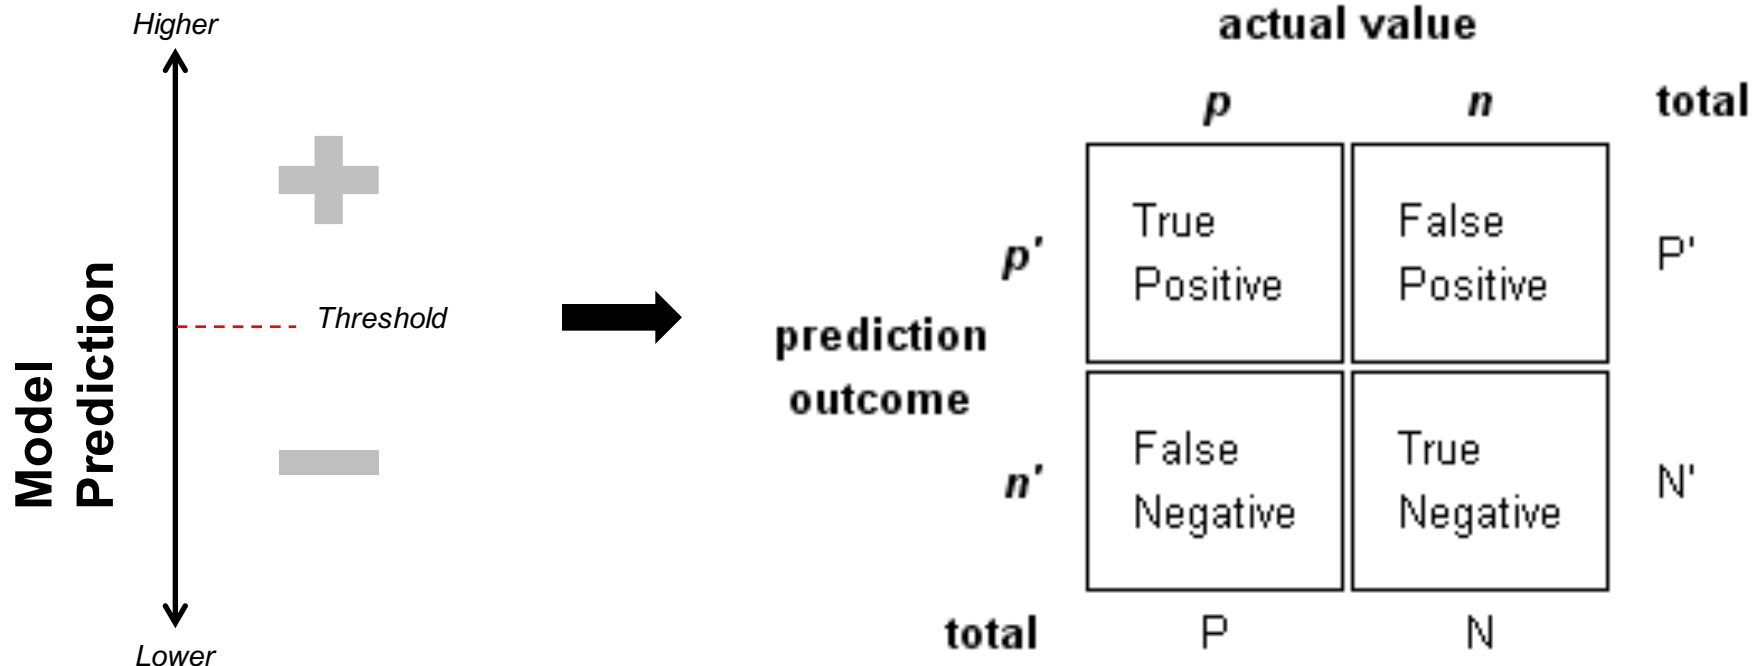 Higher
Model
Prediction
Threshold
Lower
actual value
p
n
total
prediction
outcome
p'
True
Positive
False
Positive
P'
n'
False
Negative
True
Negative
N'
total
P
N